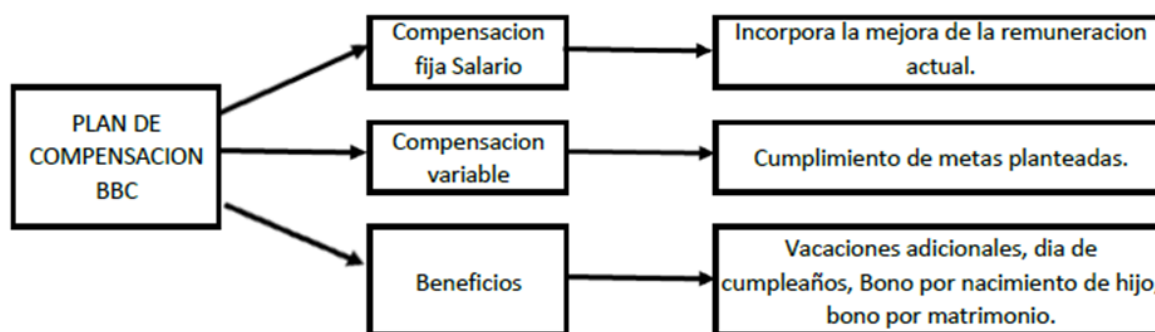 PLAN DE
COMPENSACION
BBC
Compensacion
fija Salario
Incorpora la mejora de la remuneracion
actual.
Compensacion
variable
Cumplimiento de metas planteadas.
Beneficios
Vacaciones adicionales, dia de
cumpleaños, Bono por nacimiento de hijo,
bono por matrimonio.